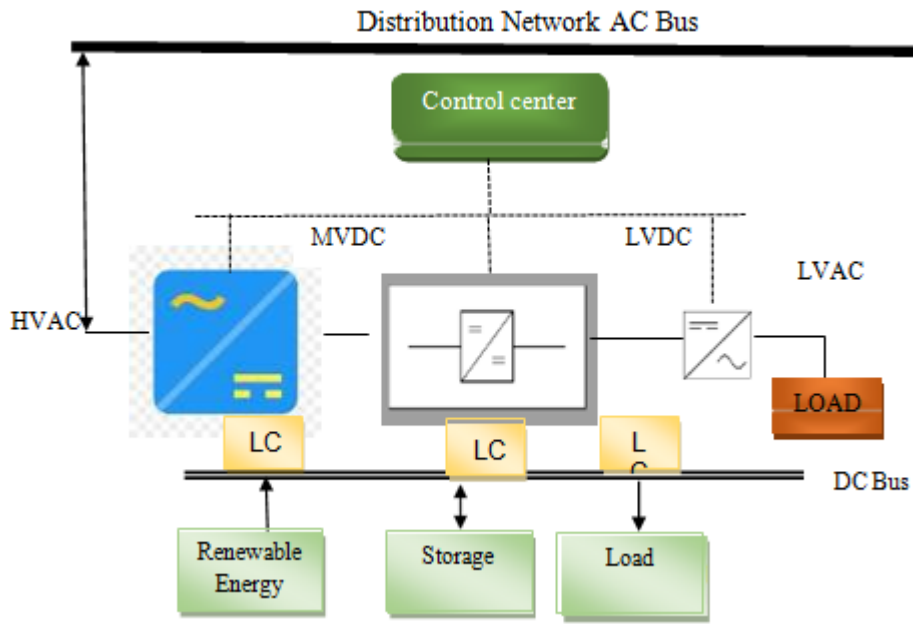 Distribution Network AC Bus
Control center
MVDC
LVDC
LVAC
HVAC
LOAD
LC
LC
L
C
DC Bus
Renewable
Energy
Storage
Load